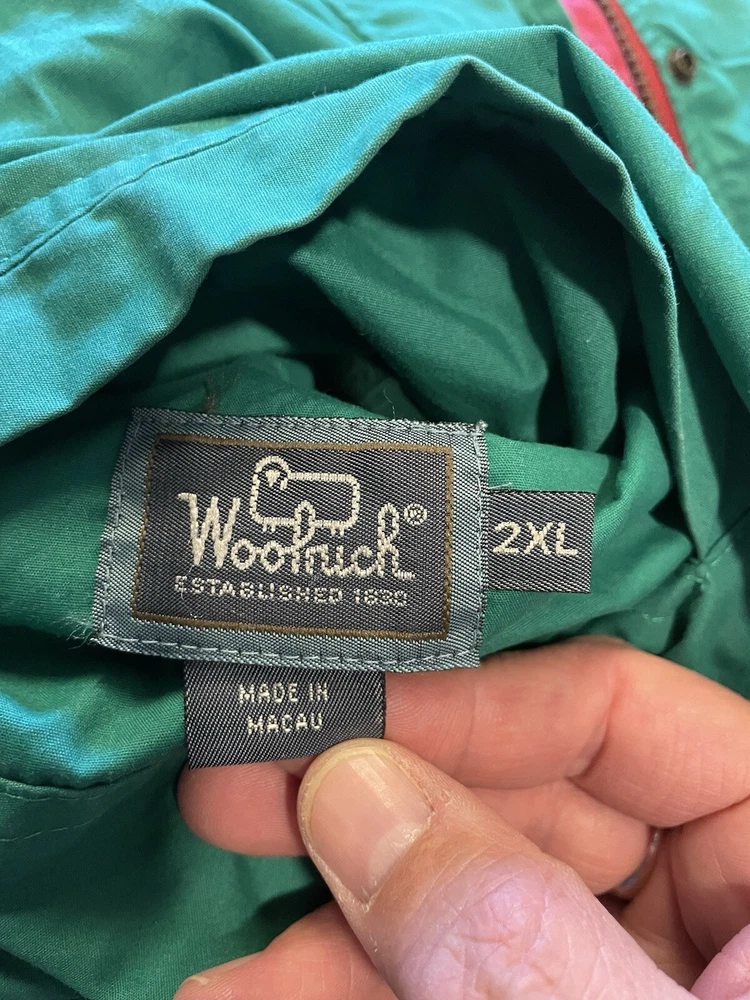 Woolrich®
ESTABLISHED 1830
2XL
MADE IN
MACAU